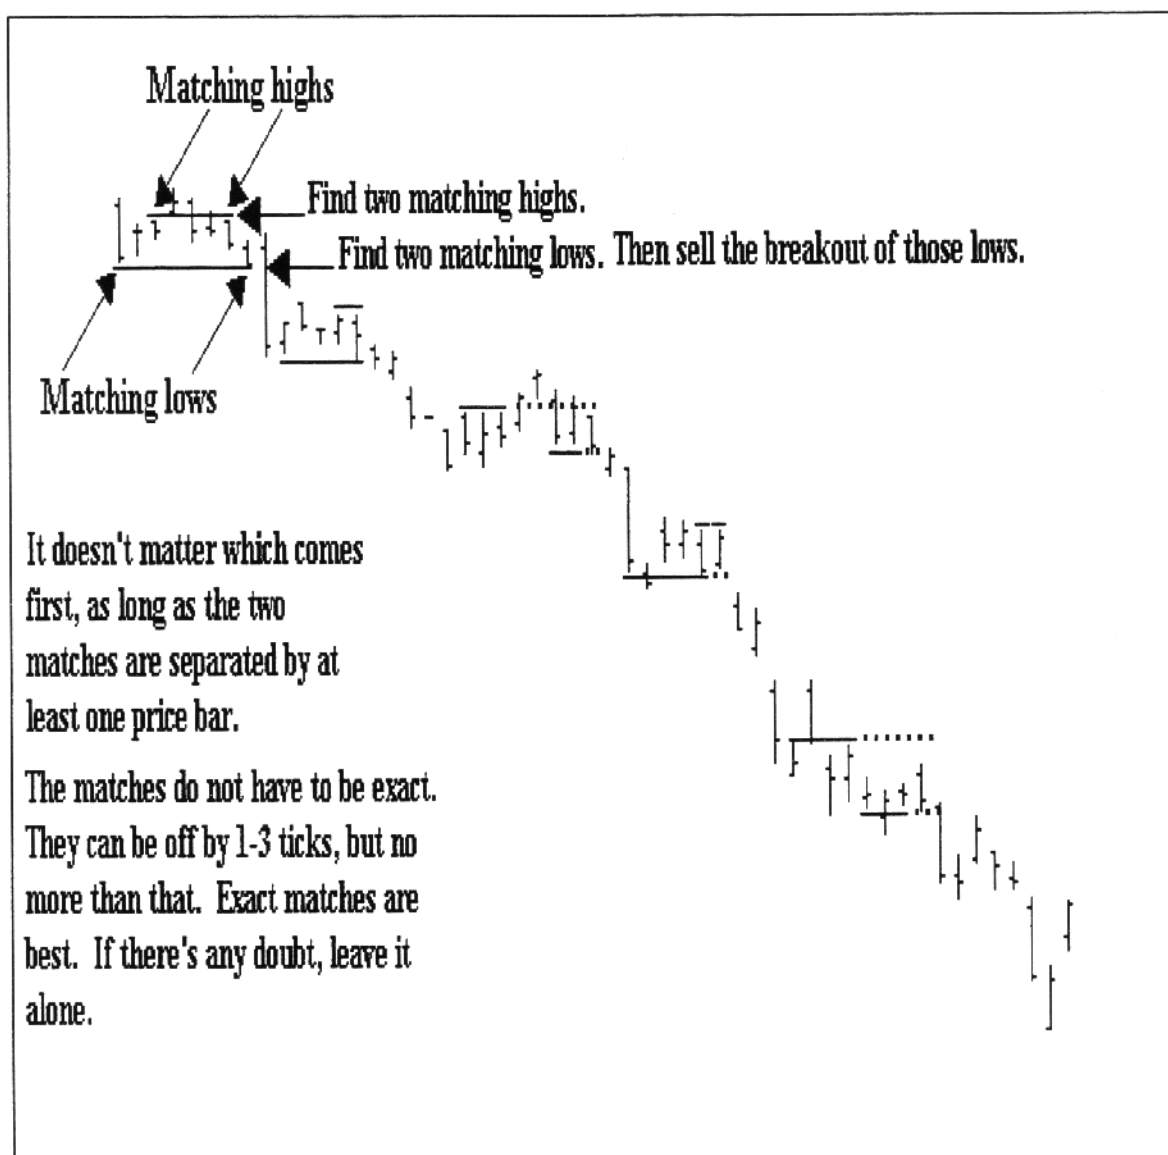 Matching highs
Find two matching highs.
Find two matching lows. Then sell the breakout of those lows.
Matching lows
It doesn't matter which comes
first, as long as the two
matches are separated by at
least one price bar.
The matches do not have to be exact.
They can be off by 1-3 ticks, but no
more than that. Exact matches are
best. If there's any doubt, leave it
alone.